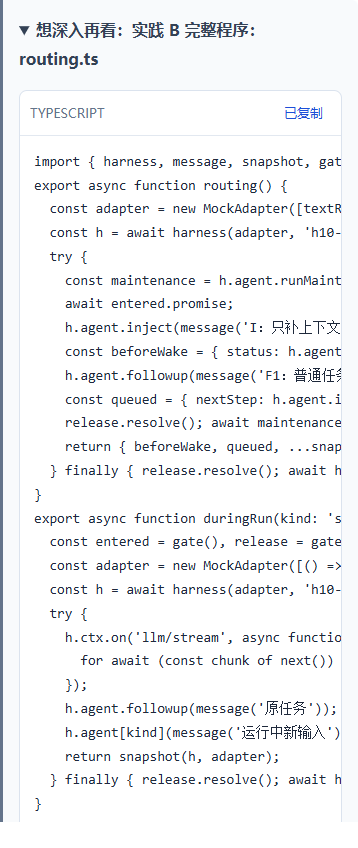 ▼ 想深入再看：实践 B 完整程序：
routing.ts
TYPESCRIPT 已复制
import { harness, message, snapshot, gat
export async function routing() {
const adapter = new MockAdapter([textR
const h = await harness(adapter, 'h10-
try {
const maintenance = h.agent.runMaint
await entered.promise;
h.agent.inject(message('I：只补上下文
const beforeWake = { status: h.agent
h.agent.followup(message('F1：普通任务
const queued = { nextStep: h.agent.i
release.resolve(); await maintenance
return { beforeWake, queued, ...snap
} finally { release.resolve(); await h
}
export async function duringRun(kind: 's
const entered = gate(), release = gate
const adapter = new MockAdapter([() =>
const h = await harness(adapter, 'h10-
try {
h.ctx.on('llm/stream', async functio
for await (const chunk of next())
});
h.agent.followup(message('原任务'));
h.agent[kind](message('运行中新输入')
return snapshot(h, adapter);
} finally { release.resolve(); await h
}